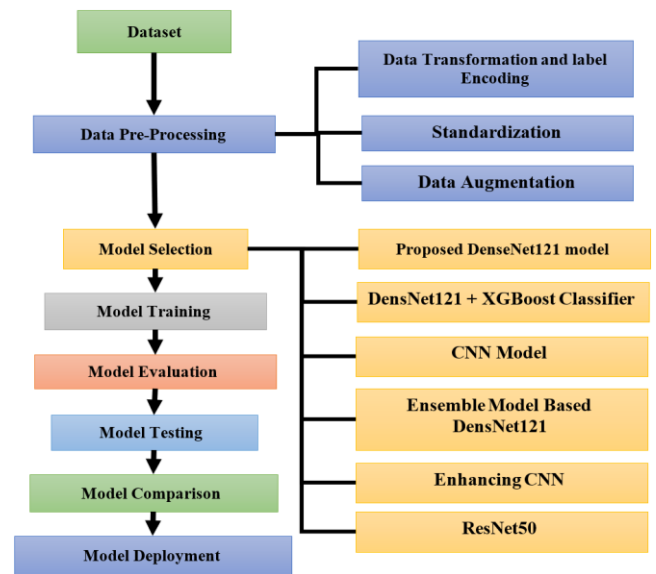 Dataset
Data Pre-Processing
Data Transformation and label
Encoding
Standardization
Data Augmentation
Model Selection
Proposed DenseNet121 model
DensNet121 + XGBoost Classifier
CNN Model
Ensemble Model Based
DensNet121
Enhancing CNN
ResNet50
Model Training
Model Evaluation
Model Testing
Model Comparison
Model Deployment